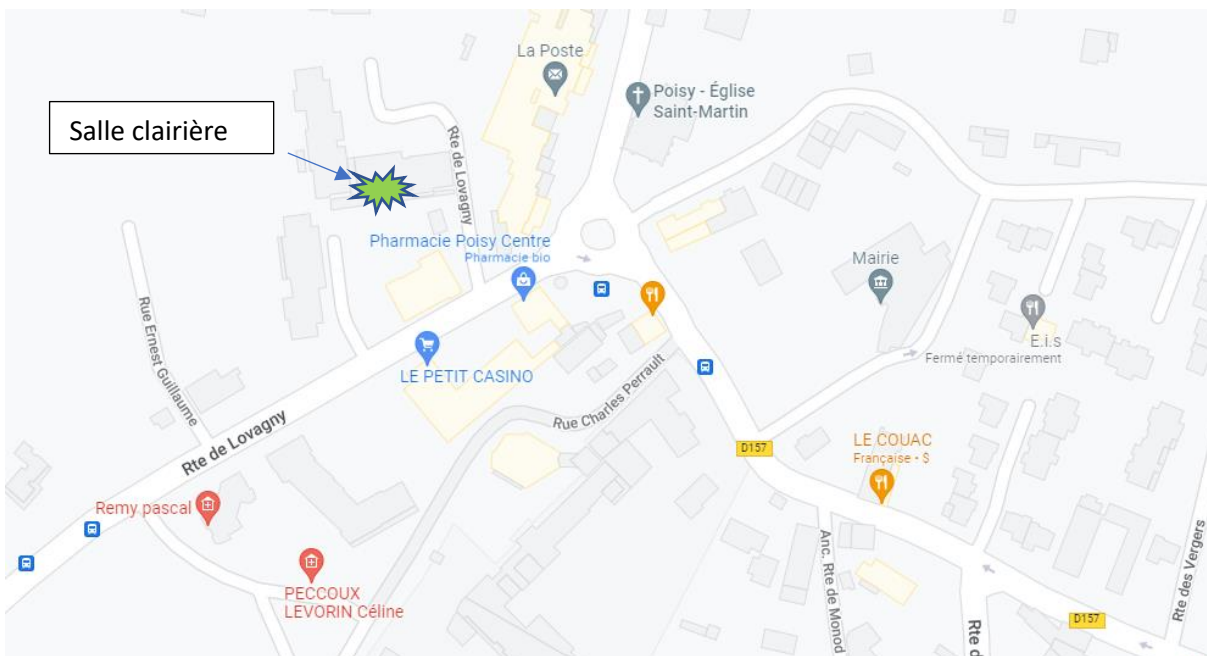 La Poste
Poisy - Église
Saint-Martin
Salle clairière
Rte de Lovagny
Pharmacie Poisy Centre
Pharmacie bio
Mairie
E.i.s
Fermé temporairement
Rue Ernest Guillaume
LE PETIT CASINO
Rue Charles Perrault
Rte de Lovagny
D157
LE COUAC
Française • $
Remy pascal
PECCOUX
LEVORIN Céline
Anc. Rte de Monod
Rte des Vergers
D157
Rte d